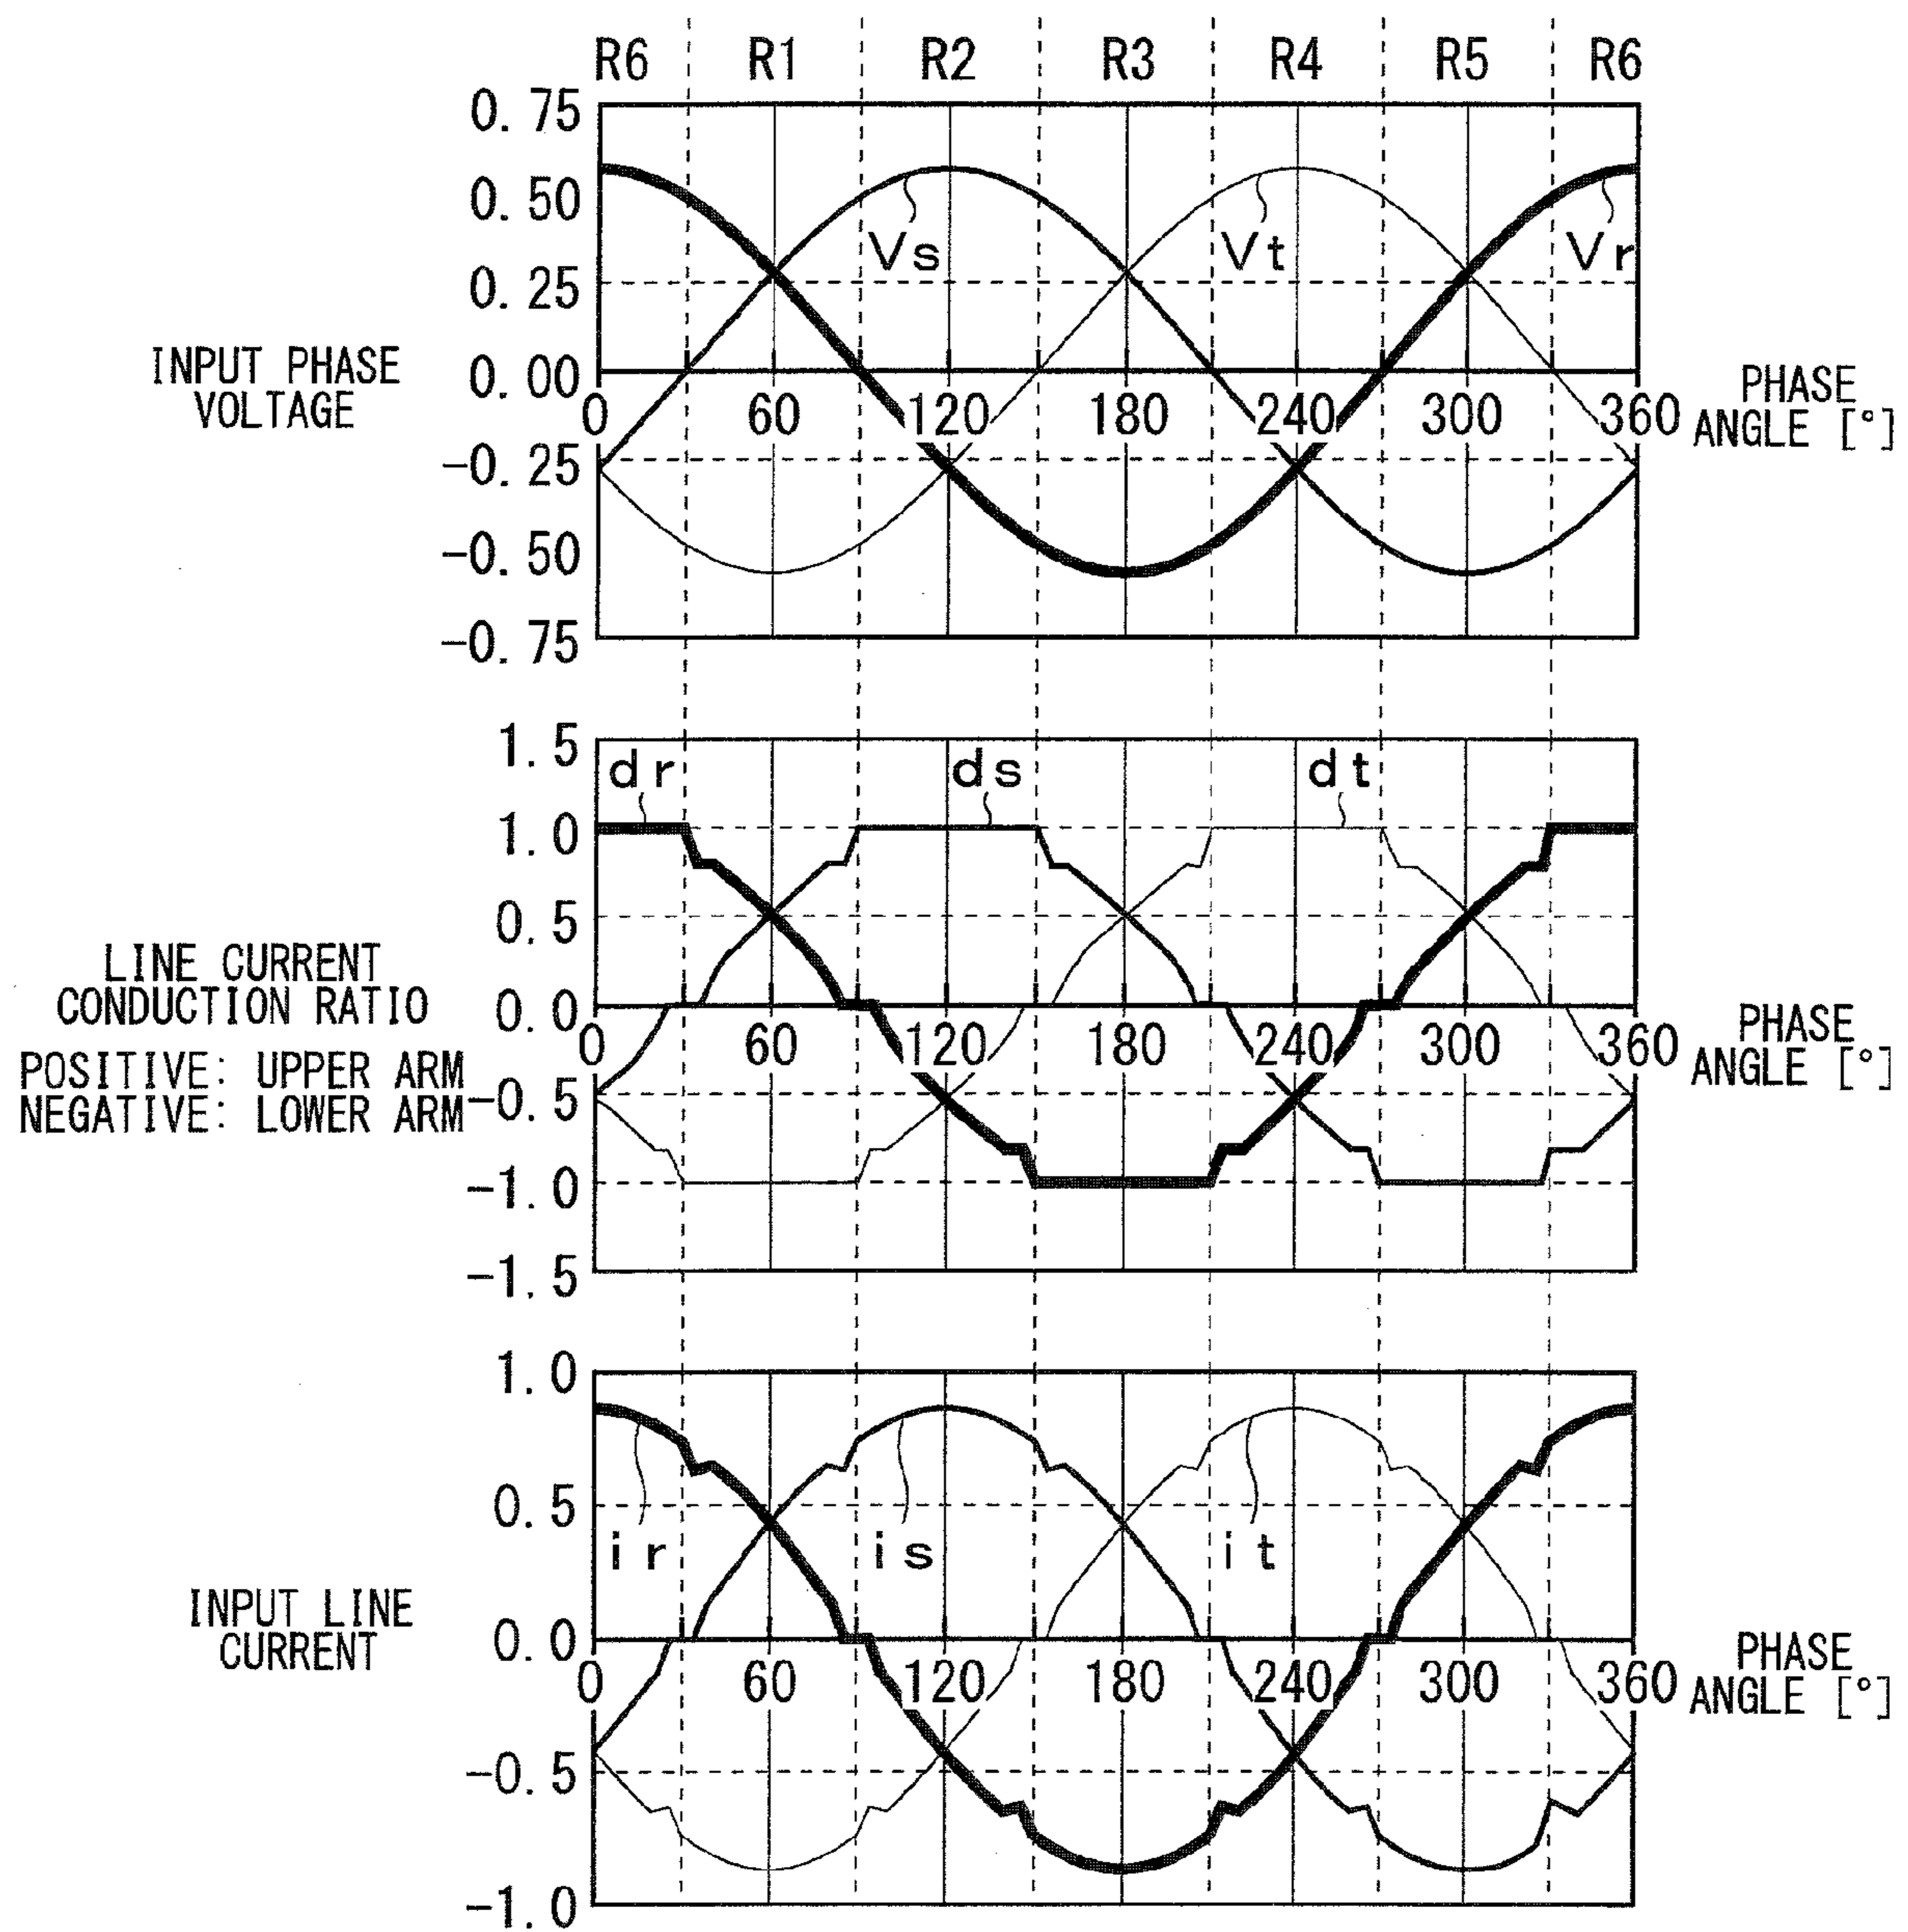 R6 R1 R2 R3 R4 R5 R6
0.75
0.50
0.25
0.00
-0.25
-0.50
-0.75
INPUT PHASE
VOLTAGE
Vs Vt Vr
0 60 120 180 240 300 360
PHASE
ANGLE [°]
1.5
1.0
0.5
0.0
-0.5
-1.0
-1.5
dr ds dt
LINE CURRENT
CONDUCTION RATIO
POSITIVE: UPPER ARM
NEGATIVE: LOWER ARM
0 60 120 180 240 300 360
PHASE
ANGLE [°]
1.0
0.5
0.0
-0.5
-1.0
ir is it
INPUT LINE
CURRENT
0 60 120 180 240 300 360
PHASE
ANGLE [°]